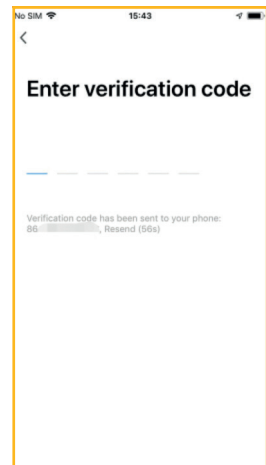 No SIM 15:43
Enter verification code
Verification code has been sent to your phone:
86 , Resend (56s)